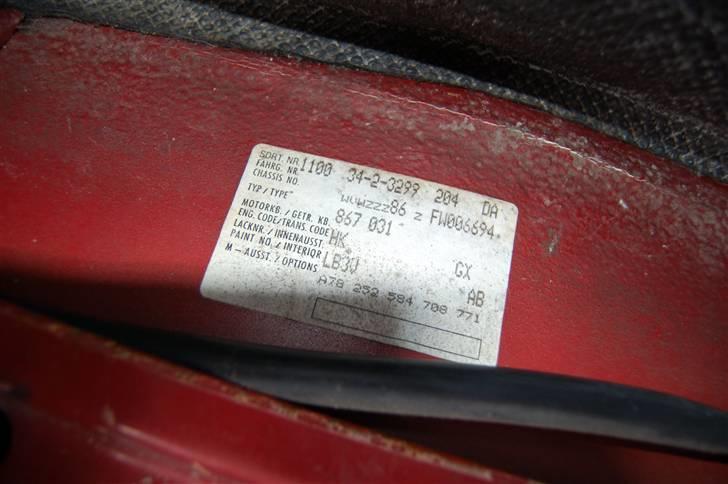 SORT. NR. 1100 34-2-3299 204 DA
FAHRG. NR.
CHASSIS NO. WVWZZZ86 Z FW006694
TYP / TYPE 867 031
MOTORKB. / GETR. KB.
ENG. CODE/TRANS. CODE HK GX
LACKNR. / INNENAUSST.
PAINT NO. / INTERIOR LB3V AB
M – AUSST. / OPTIONS A78 252 584 708 771